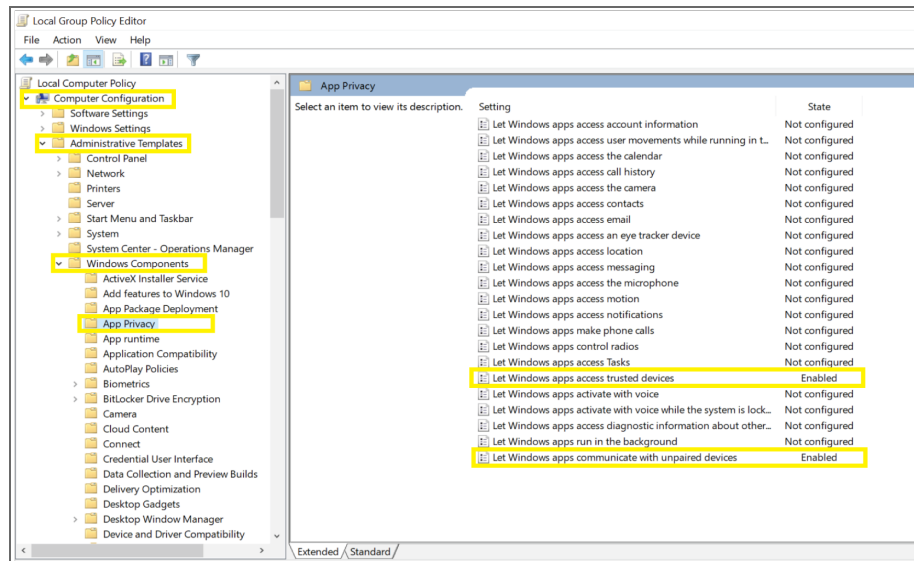 Local Group Policy Editor
File Action View Help
Local Computer Policy
Computer Configuration
Software Settings
Windows Settings
Administrative Templates
Control Panel
Network
Printers
Server
Start Menu and Taskbar
System
System Center - Operations Manager
Windows Components
ActiveX Installer Service
Add features to Windows 10
App Package Deployment
App Privacy
App runtime
Application Compatibility
AutoPlay Policies
Biometrics
BitLocker Drive Encryption
Camera
Cloud Content
Connect
Credential User Interface
Data Collection and Preview Builds
Delivery Optimization
Desktop Gadgets
Desktop Window Manager
Device and Driver Compatibility
App Privacy
Select an item to view its description.
Setting State
Let Windows apps access account information Not configured
Let Windows apps access user movements while running in t... Not configured
Let Windows apps access the calendar Not configured
Let Windows apps access call history Not configured
Let Windows apps access the camera Not configured
Let Windows apps access contacts Not configured
Let Windows apps access email Not configured
Let Windows apps access an eye tracker device Not configured
Let Windows apps access location Not configured
Let Windows apps access messaging Not configured
Let Windows apps access the microphone Not configured
Let Windows apps access motion Not configured
Let Windows apps access notifications Not configured
Let Windows apps make phone calls Not configured
Let Windows apps control radios Not configured
Let Windows apps access Tasks Not configured
Let Windows apps access trusted devices Enabled
Let Windows apps activate with voice Not configured
Let Windows apps activate with voice while the system is lock... Not configured
Let Windows apps access diagnostic information about other... Not configured
Let Windows apps run in the background Not configured
Let Windows apps communicate with unpaired devices Enabled
Extended Standard